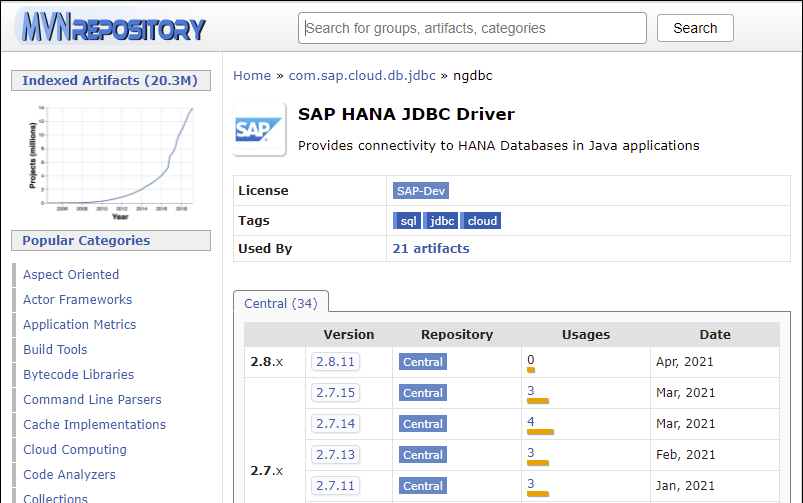 MVNREPOSITORY
Search for groups, artifacts, categories
Search
Indexed Artifacts (20.3M)
Projects (millions)
14
12
10
8
6
4
2
0
2006 2008 2010 2012 2014 2016 2018
Year
Popular Categories
Aspect Oriented
Actor Frameworks
Application Metrics
Build Tools
Bytecode Libraries
Command Line Parsers
Cache Implementations
Cloud Computing
Code Analyzers
Collections
Home » com.sap.cloud.db.jdbc » ngdbc
SAP
SAP HANA JDBC Driver
Provides connectivity to HANA Databases in Java applications
License SAP-Dev
Tags sql jdbc cloud
Used By 21 artifacts
Central (34)
Version Repository Usages Date
2.8.x 2.8.11 Central 0 Apr, 2021
2.7.15 Central 3 Mar, 2021
2.7.14 Central 4 Mar, 2021
2.7.13 Central 3 Feb, 2021
2.7.x
2.7.11 Central 3 Jan, 2021